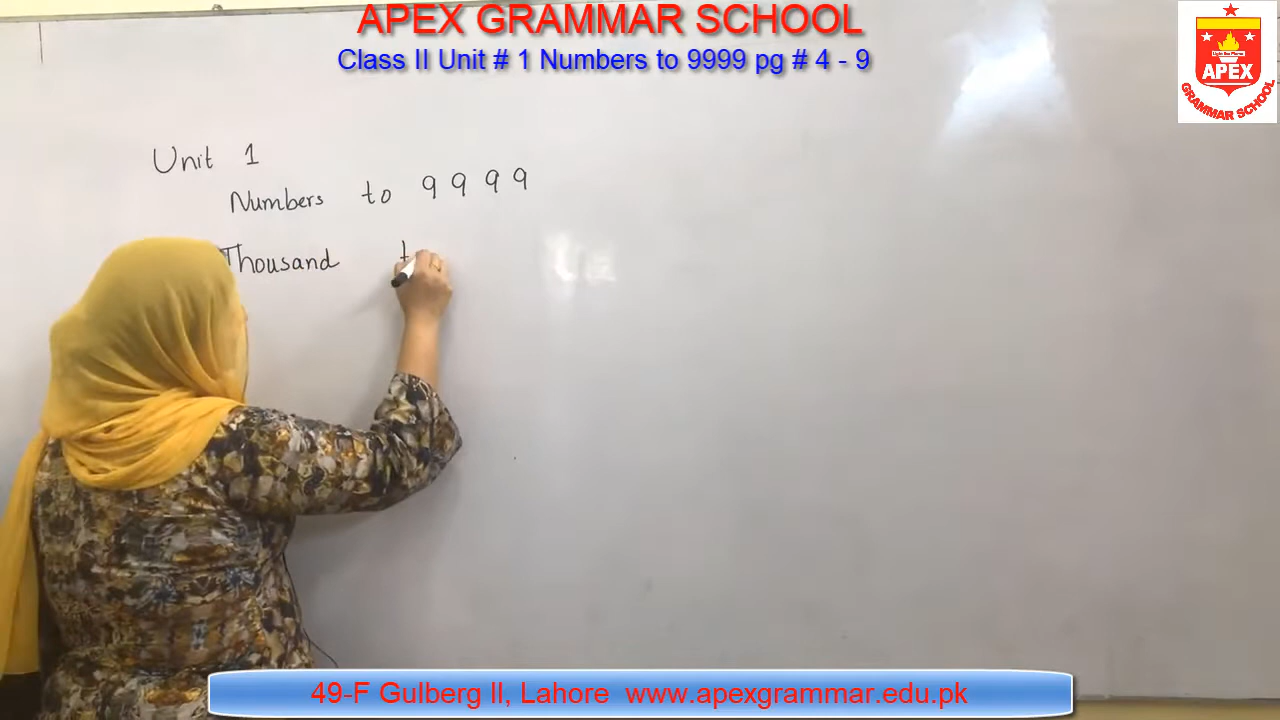 APEX GRAMMAR SCHOOL
Class II Unit # 1 Numbers to 9999 pg # 4 - 9
APEX
GRAMMAR SCHOOL
Unit 1
Numbers to 9999
Thousand
49-F Gulberg II, Lahore www.apexgrammar.edu.pk